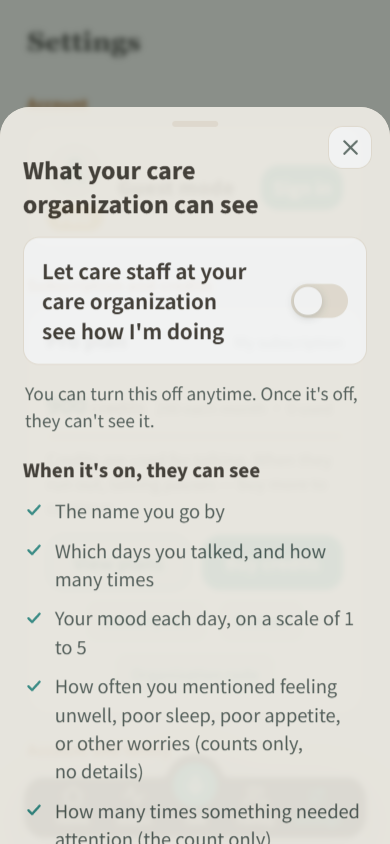 Settings
What your care
organization can see
Let care staff at your
care organization
see how I'm doing
You can turn this off anytime. Once it's off,
they can't see it.
When it's on, they can see
The name you go by
Which days you talked, and how
many times
Your mood each day, on a scale of 1
to 5
How often you mentioned feeling
unwell, poor sleep, poor appetite,
or other worries (counts only,
no details)
How many times something needed
attention (the count only)